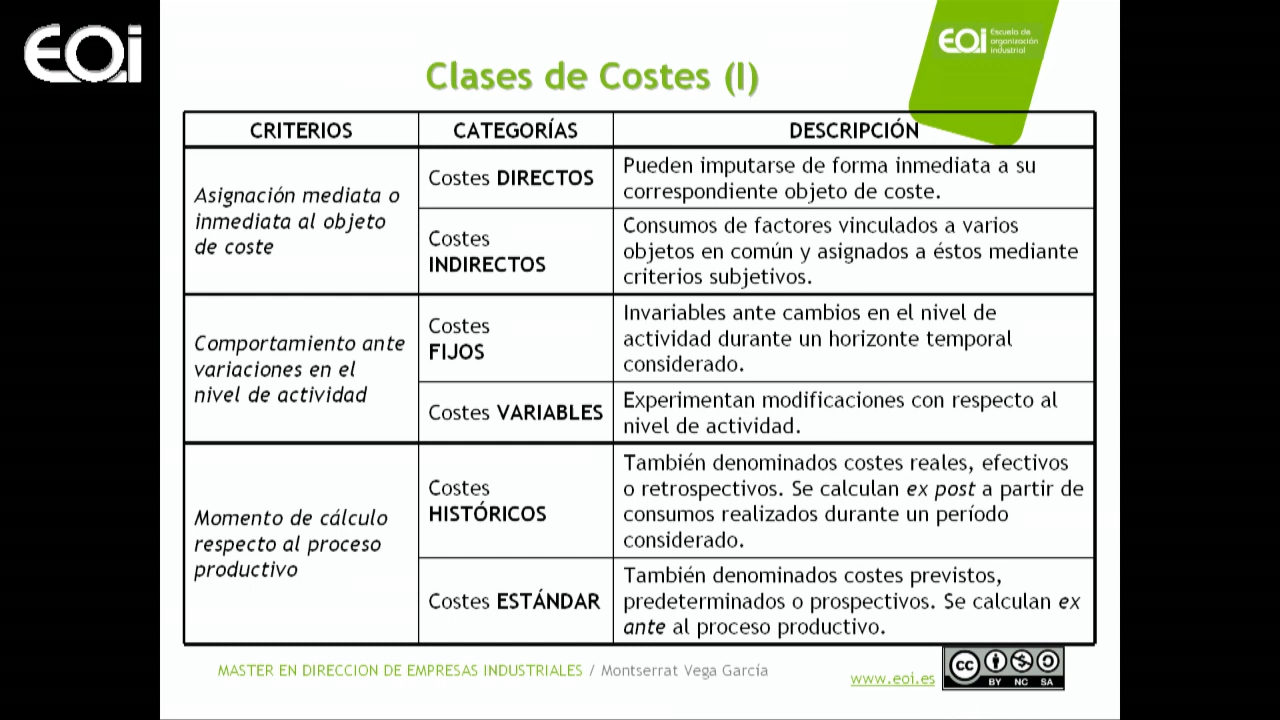 EOi
EOi Escuela de
organización
industrial
Clases de Costes (I)
CRITERIOS
CATEGORÍAS
DESCRIPCIÓN
Asignación mediata o
inmediata al objeto
de coste
Costes DIRECTOS
Pueden imputarse de forma inmediata a su
correspondiente objeto de coste.
Costes
INDIRECTOS
Consumos de factores vinculados a varios
objetos en común y asignados a éstos mediante
criterios subjetivos.
Comportamiento ante
variaciones en el
nivel de actividad
Costes
FIJOS
Invariables ante cambios en el nivel de
actividad durante un horizonte temporal
considerado.
Costes VARIABLES
Experimentan modificaciones con respecto al
nivel de actividad.
Momento de cálculo
respecto al proceso
productivo
Costes
HISTÓRICOS
También denominados costes reales, efectivos
o retrospectivos. Se calculan ex post a partir de
consumos realizados durante un período
considerado.
Costes ESTÁNDAR
También denominados costes previstos,
predeterminados o prospectivos. Se calculan ex
ante al proceso productivo.
MASTER EN DIRECCION DE EMPRESAS INDUSTRIALES / Montserrat Vega García
www.eoi.es
cc
BY NC SA